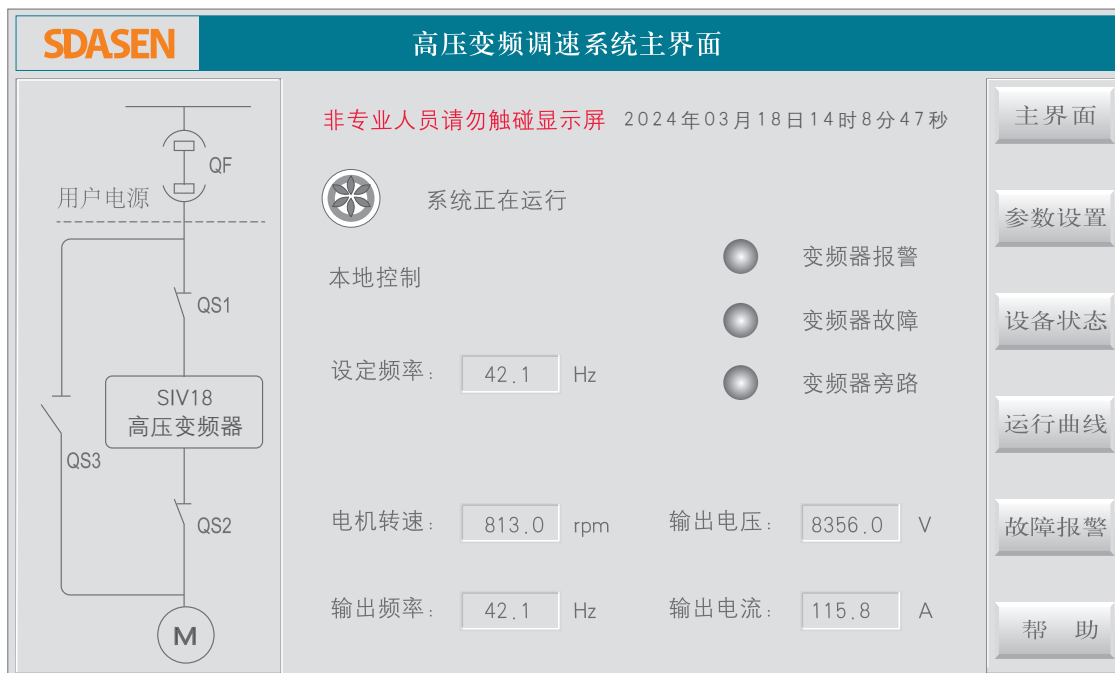 SDASEN
高压变频调速系统主界面
非专业人员请勿触碰显示屏 2024年03月18日14时8分47秒
主界面
QF
用户电源
系统正在运行
参数设置
变频器报警
本地控制
QS1
变频器故障
设备状态
设定频率: 42.1 Hz
变频器旁路
SIV18
高压变频器
运行曲线
QS3
电机转速: 813.0 rpm 输出电压: 8356.0 V
QS2
故障报警
输出频率: 42.1 Hz 输出电流: 115.8 A
M
帮 助